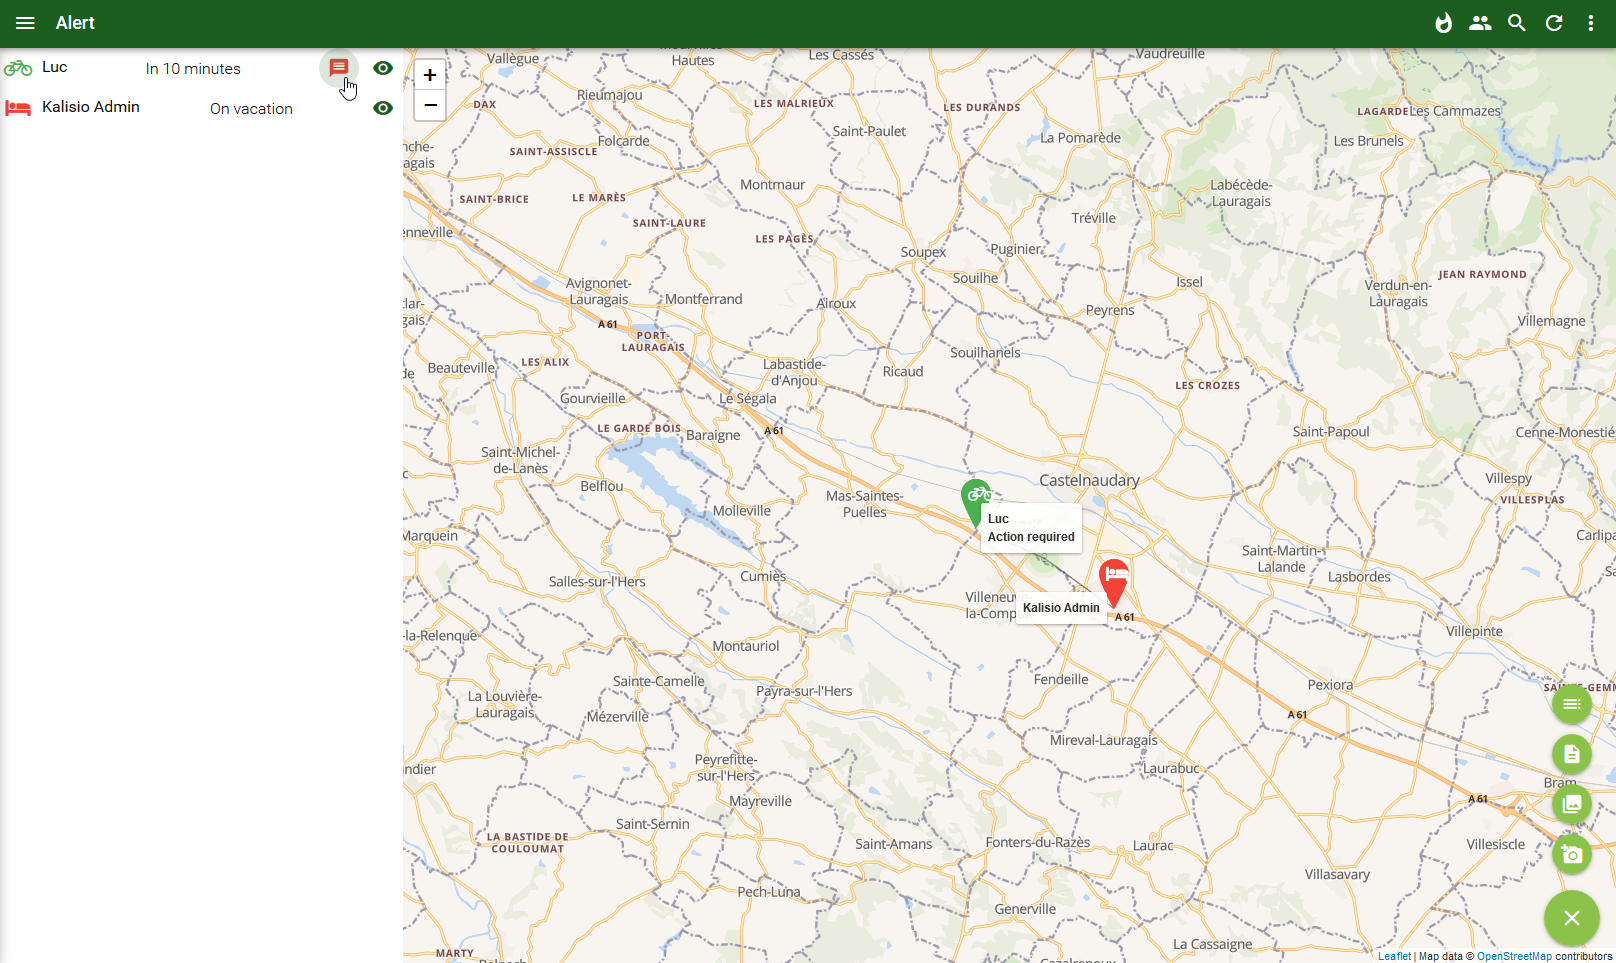 Alert
Luc
In 10 minutes
Kalisio Admin
On vacation
+
−
Vallègue
Hautes
Les Cassés
Vaudreuille
Rieumajou
DAX
LES MALRIEUX
LES DURANDS
LAGARDE
Les Cammazes
Folcarde
Saint-Paulet
La Pomarède
Les Brunels
SAINT-ASSISCLE
Montmaur
Labécède-
Lauragais
SAINT-BRICE
LE MARÈS
SAINT-LAURE
LES PAGÈS
Tréville
enneville
Soupex
Puginier
Souilhe
Issel
JEAN RAYMOND
Avignonet-
Lauragais
Montferrand
Airoux
Verdun-en-
Lauragais
Peyrens
A 61
Villemagne
PORT-
LAURAGAIS
LES ALIX
Souilhanels
Beauteville
Labastide-
d'Anjou
Ricaud
LES CROZES
Gourvieille
Le Ségala
LE GARDE BOIS
Baraigne
A 61
Saint-Papoul
Cenne-Monestié
Saint-Michel-
de-Lanès
Belflou
Castelnaudary
Villespy
VILLESPLAS
Mas-Saintes-
Puelles
Molleville
Luc
Action required
Marquein
Carlipa
Saint-Martin-
Lalande
Salles-sur-l'Hers
Cumiès
Lasbordes
Kalisio Admin
A 61
-la-Relenque
Villepinte
Montauriol
Sainte-Camelle
Payra-sur-l'Hers
Fendeille
Pexiora
La Louvière-
Lauragais
Mézerville
A 61
Mireval-Lauragais
Peyrefitte-
sur-l'Hers
Laurabuc
ndier
Bram
Mayreville
A 61
Saint-Sernin
LA BASTIDE DE
COULOUMAT
Saint-Amans
Fonters-du-Razès
Laurac
Villesiscle
Villasavary
Pech-Luna
Generville
La Cassaigne
MARTY
Leaflet | Map data © OpenStreetMap contributors